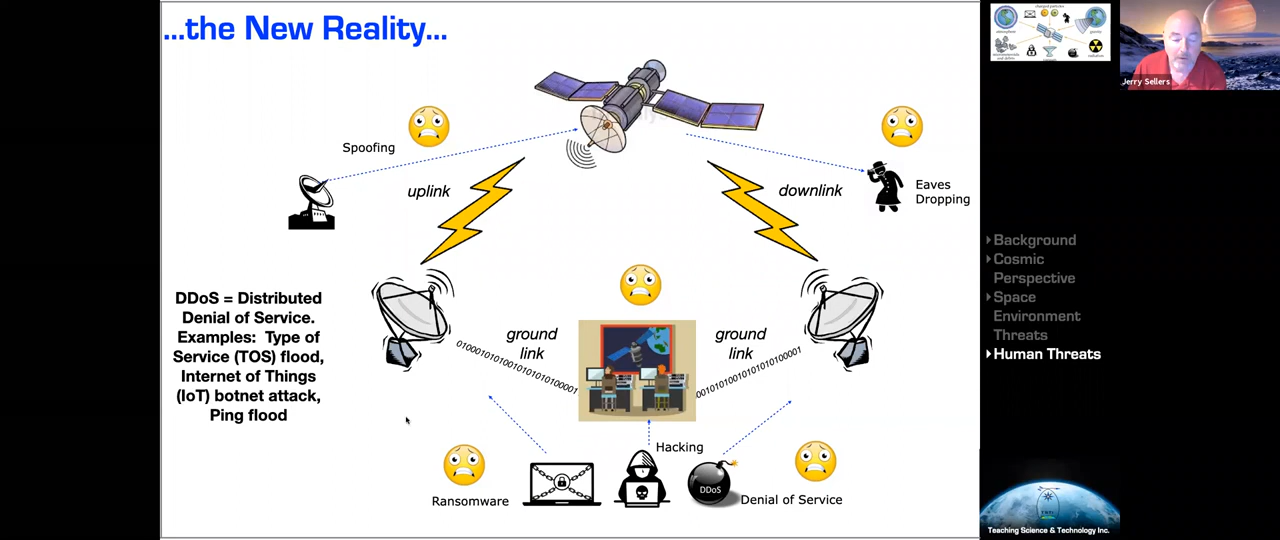 ...the New Reality...
Spoofing
uplink
downlink
Eaves
Dropping
DDoS = Distributed
Denial of Service.
Examples: Type of
Service (TOS) flood,
Internet of Things
(IoT) botnet attack,
Ping flood
ground
link
ground
link
Hacking
DDoS
Ransomware
Denial of Service
Jerry Sellers
Background
Cosmic
Perspective
Space
Environment
Threats
Human Threats
Teaching Science & Technology Inc.